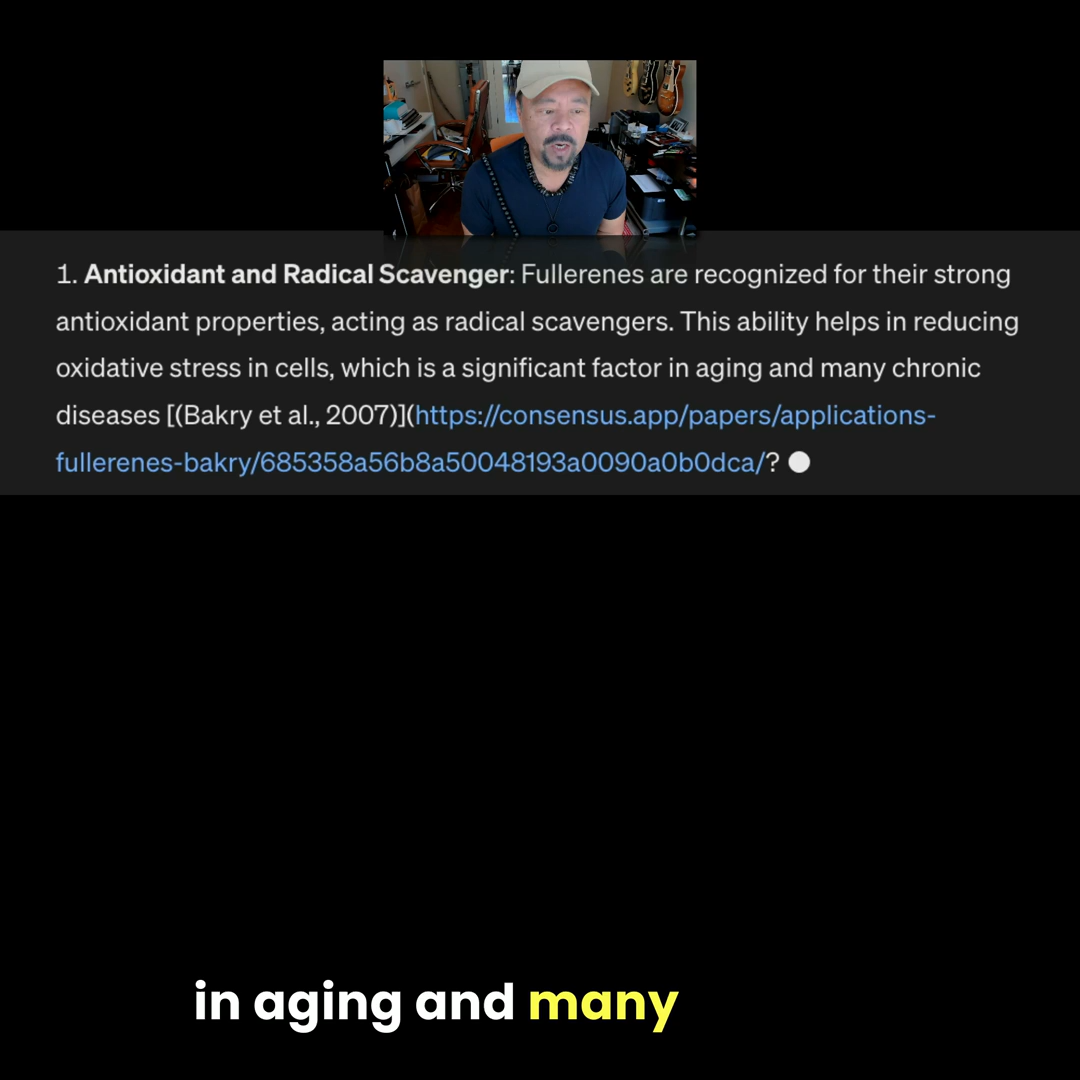 1. Antioxidant and Radical Scavenger: Fullerenes are recognized for their strong
antioxidant properties, acting as radical scavengers. This ability helps in reducing
oxidative stress in cells, which is a significant factor in aging and many chronic
diseases [(Bakry et al., 2007)](https://consensus.app/papers/applications-
fullerenes-bakry/685358a56b8a50048193a0090a0b0dca/?
in aging and many